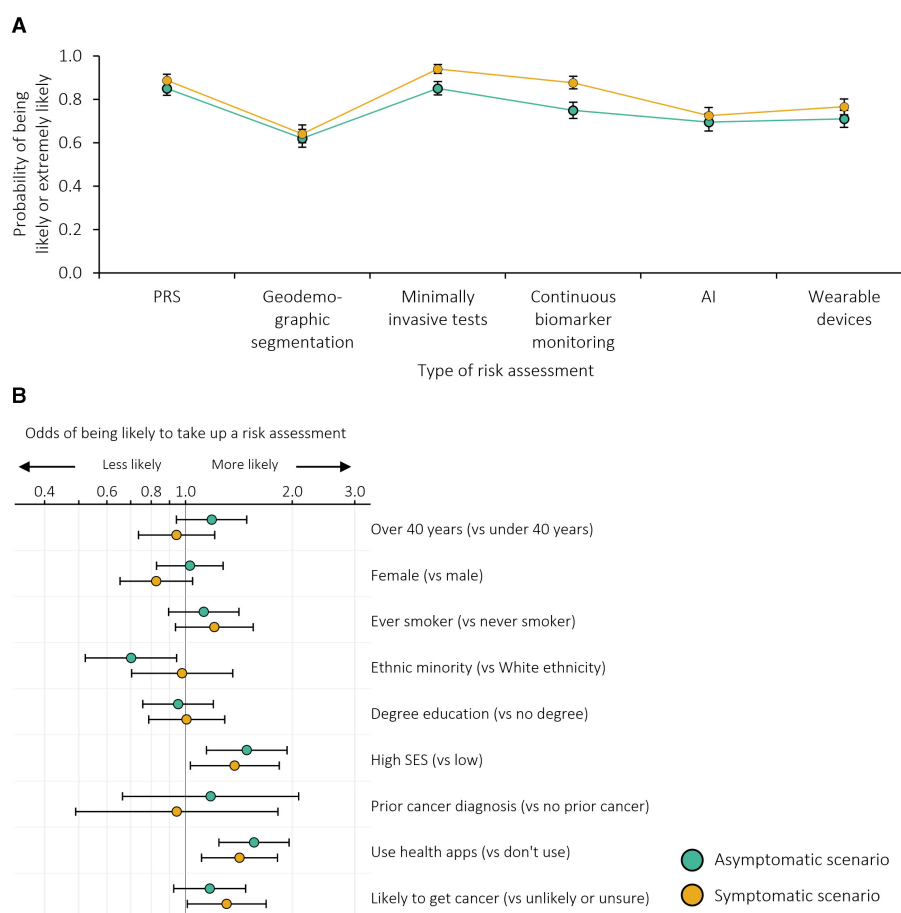 A
Probability of being
likely or extremely likely
1.0
0.8
0.6
0.4
0.2
0.0
PRS
Geodemo-
graphic
segmentation
Minimally
invasive tests
Continuous
biomarker
monitoring
AI
Wearable
devices
Type of risk assessment
B
Odds of being likely to take up a risk assessment
Less likely More likely
0.4 0.6 0.8 1.0 2.0 3.0
Over 40 years (vs under 40 years)
Female (vs male)
Ever smoker (vs never smoker)
Ethnic minority (vs White ethnicity)
Degree education (vs no degree)
High SES (vs low)
Prior cancer diagnosis (vs no prior cancer)
Use health apps (vs don't use)
Likely to get cancer (vs unlikely or unsure)
Asymptomatic scenario
Symptomatic scenario